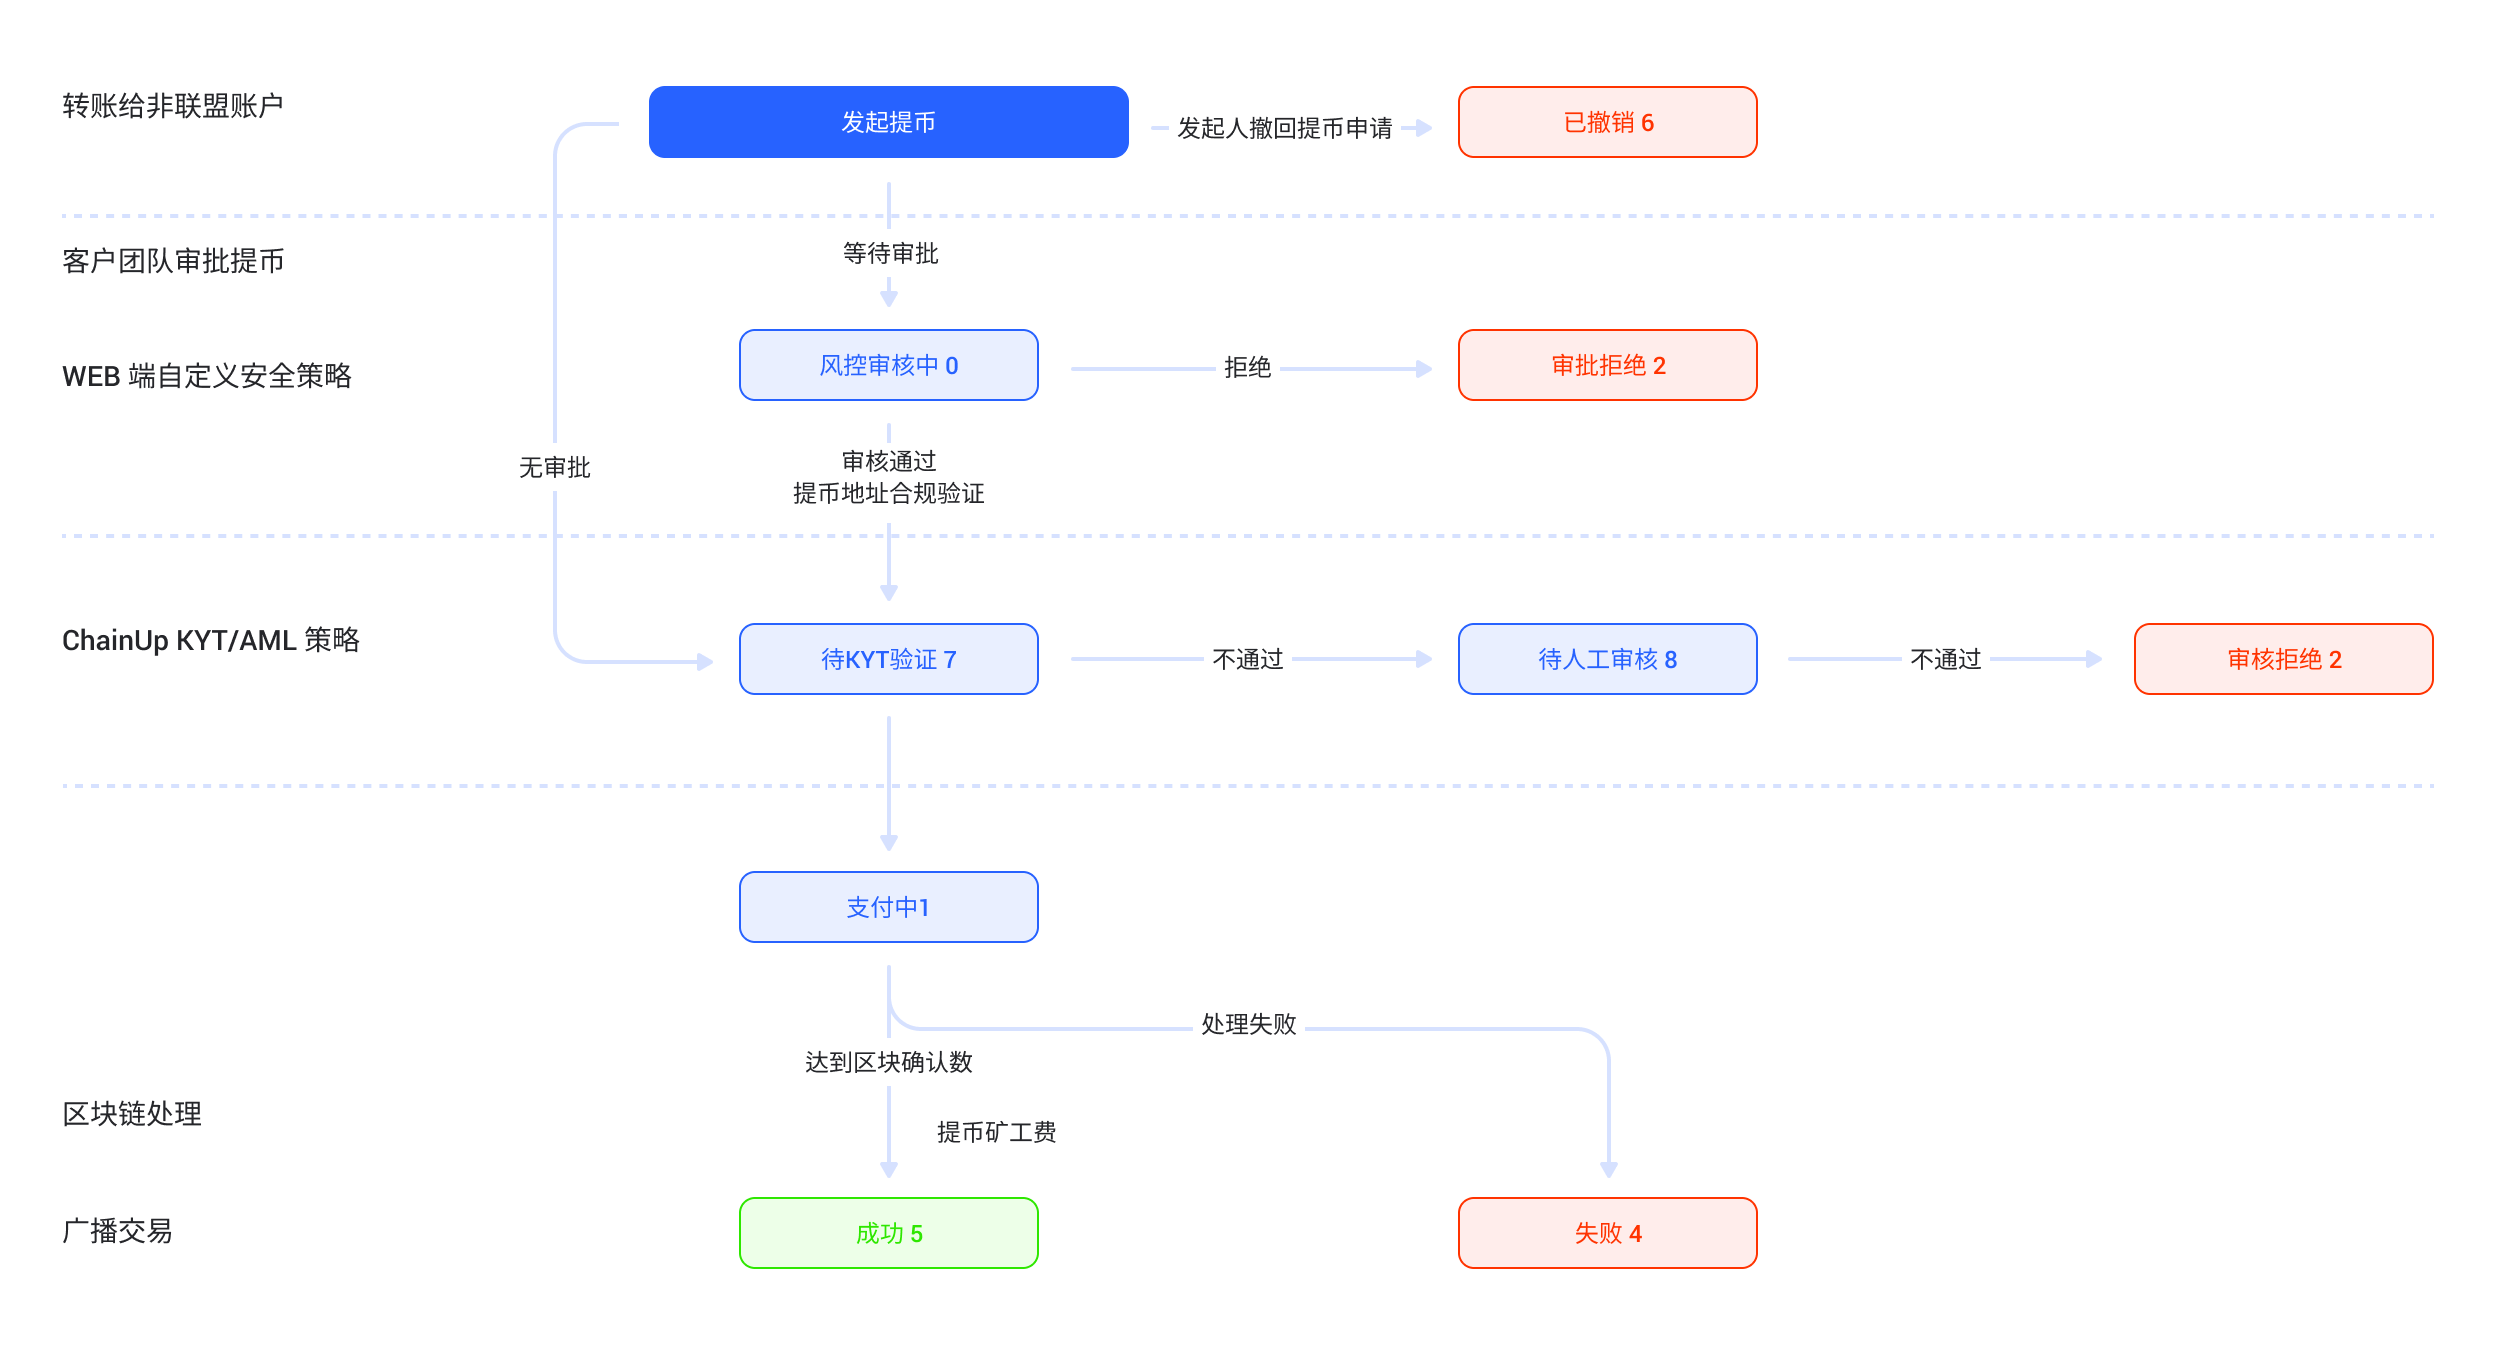 转账给非联盟账户
发起提币
发起人撤回提币申请
已撤销 6
客户团队审批提币
等待审批
WEB 端自定义安全策略
风控审核中 0
拒绝
审批拒绝 2
无审批
审核通过
提币地址合规验证
ChainUp KYT/AML 策略
待KYT验证 7
不通过
待人工审核 8
不通过
审核拒绝 2
支付中1
处理失败
达到区块确认数
区块链处理
提币矿工费
广播交易
成功 5
失败 4